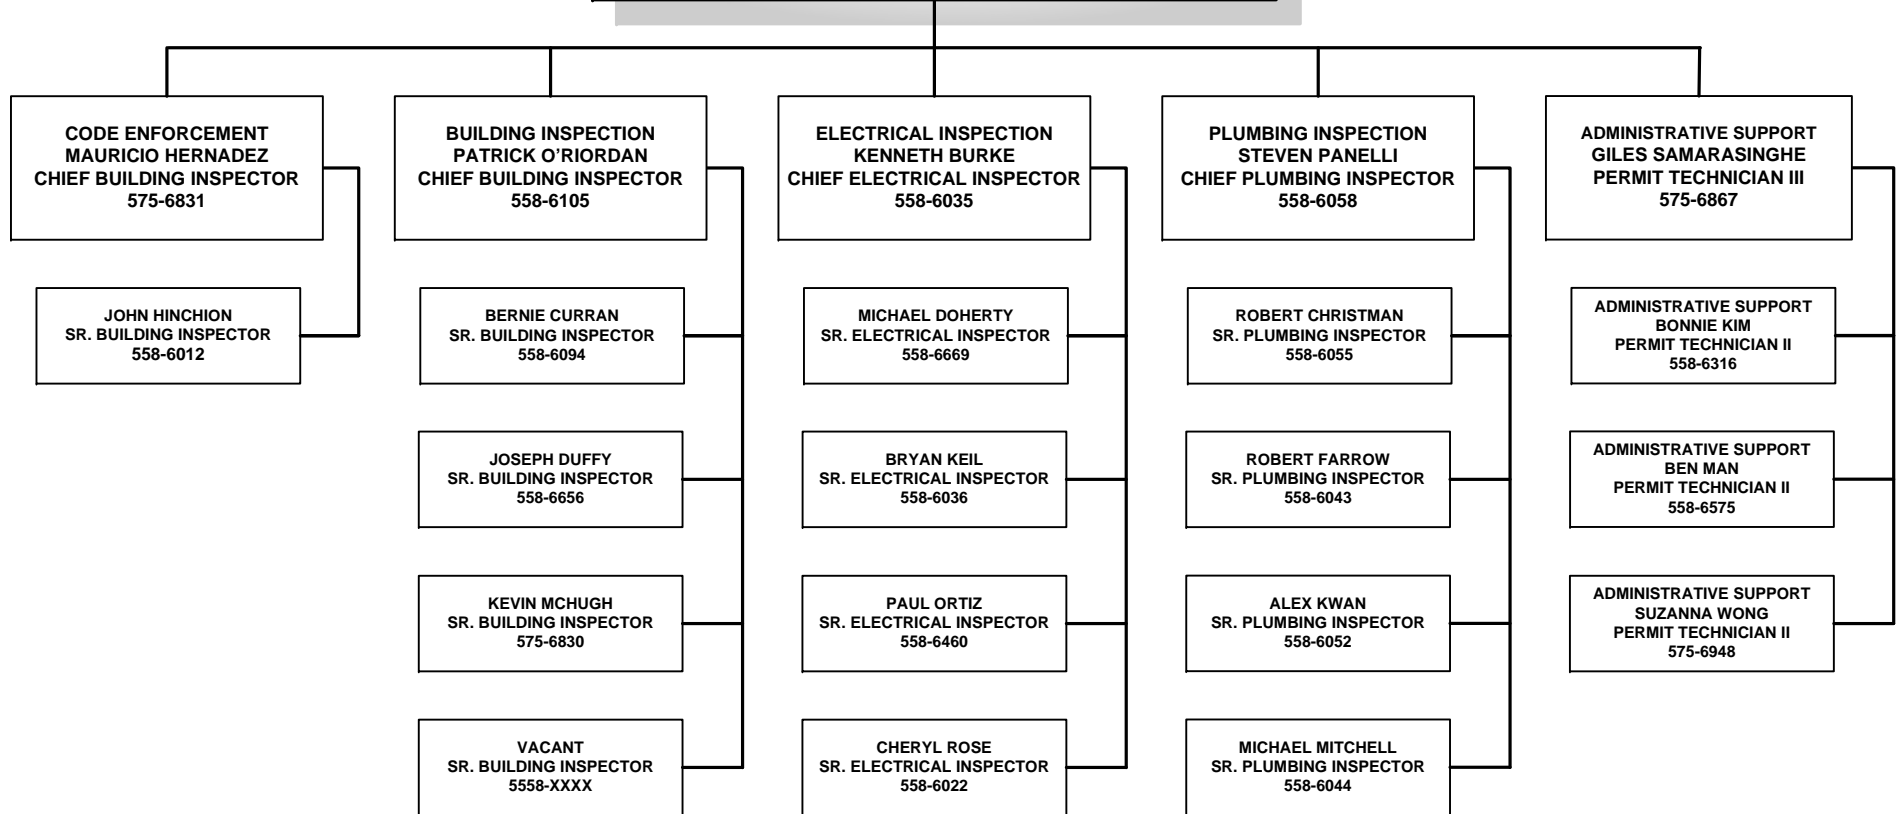 CODE ENFORCEMENT
MAURICIO HERNADEZ
CHIEF BUILDING INSPECTOR
575-6831
JOHN HINCHION
SR. BUILDING INSPECTOR
558-6012
BUILDING INSPECTION
PATRICK O’RIORDAN
CHIEF BUILDING INSPECTOR
558-6105
BERNIE CURRAN
SR. BUILDING INSPECTOR
558-6094
JOSEPH DUFFY
SR. BUILDING INSPECTOR
558-6656
KEVIN MCHUGH
SR. BUILDING INSPECTOR
575-6830
VACANT
SR. BUILDING INSPECTOR
5558-XXXX
ELECTRICAL INSPECTION
KENNETH BURKE
CHIEF ELECTRICAL INSPECTOR
558-6035
MICHAEL DOHERTY
SR. ELECTRICAL INSPECTOR
558-6669
BRYAN KEIL
SR. ELECTRICAL INSPECTOR
558-6036
PAUL ORTIZ
SR. ELECTRICAL INSPECTOR
558-6460
CHERYL ROSE
SR. ELECTRICAL INSPECTOR
558-6022
PLUMBING INSPECTION
STEVEN PANELLI
CHIEF PLUMBING INSPECTOR
558-6058
ROBERT CHRISTMAN
SR. PLUMBING INSPECTOR
558-6055
ROBERT FARROW
SR. PLUMBING INSPECTOR
558-6043
ALEX KWAN
SR. PLUMBING INSPECTOR
558-6052
MICHAEL MITCHELL
SR. PLUMBING INSPECTOR
558-6044
ADMINISTRATIVE SUPPORT
GILES SAMARASINGHE
PERMIT TECHNICIAN III
575-6867
ADMINISTRATIVE SUPPORT
BONNIE KIM
PERMIT TECHNICIAN II
558-6316
ADMINISTRATIVE SUPPORT
BEN MAN
PERMIT TECHNICIAN II
558-6575
ADMINISTRATIVE SUPPORT
SUZANNA WONG
PERMIT TECHNICIAN II
575-6948